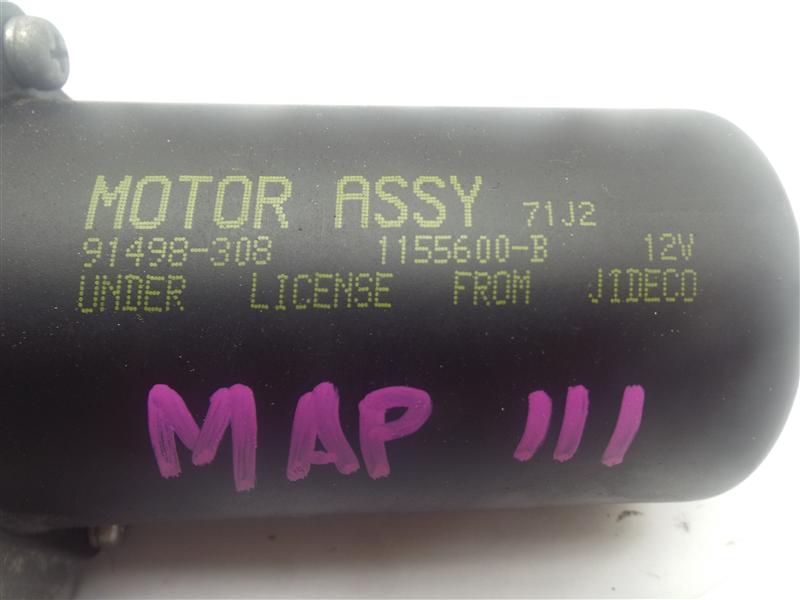 MOTOR ASSY 71J2
91498-308 1155600-B 12V
UNDER LICENSE FROM JIDECO
MAP 111